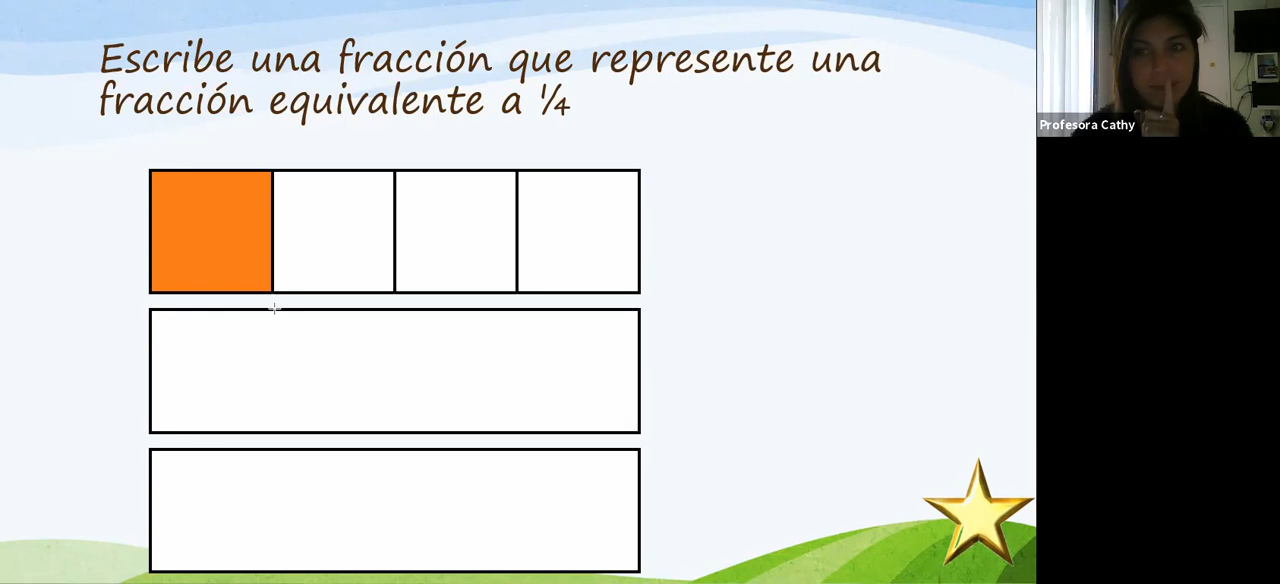 Escribe una fracción que represente una
fracción equivalente a ¼
Profesora Cathy